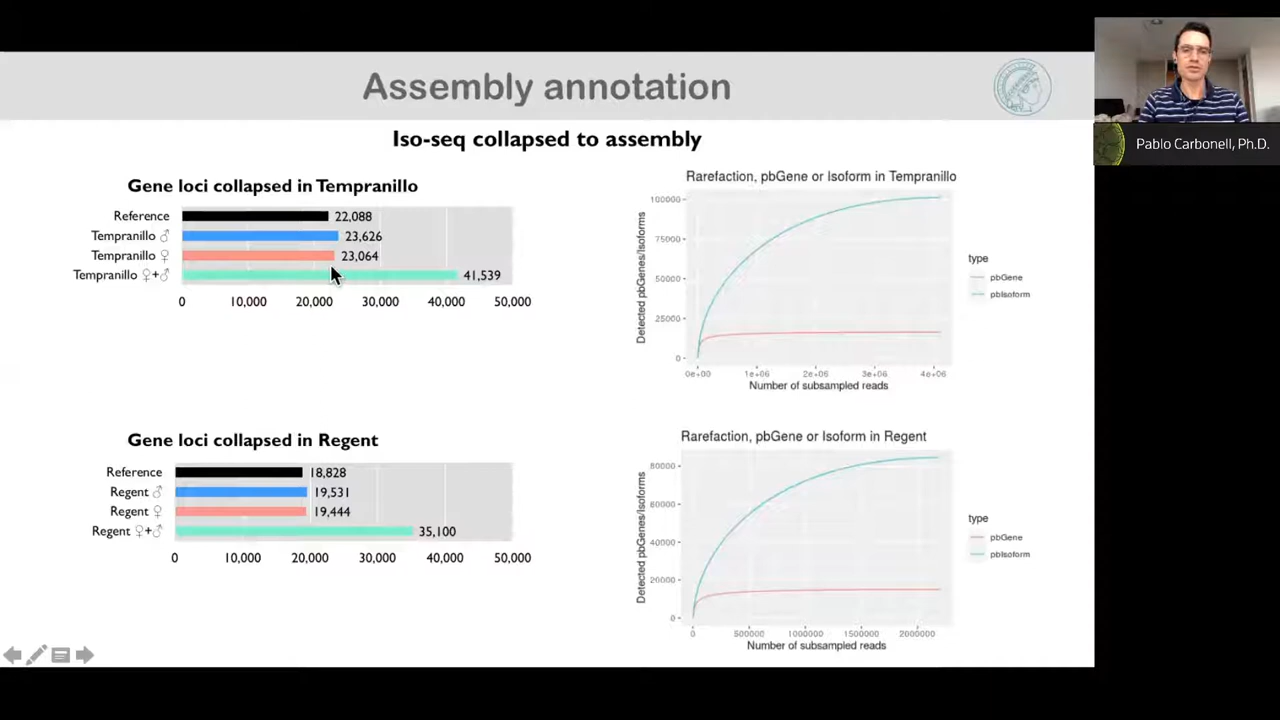 Assembly annotation
Iso-seq collapsed to assembly
Gene loci collapsed in Tempranillo
Reference 22,088
Tempranillo ♂ 23,626
Tempranillo ♀ 23,064
Tempranillo ♀+♂ 41,539
0 10,000 20,000 30,000 40,000 50,000
Rarefaction, pbGene or Isoform in Tempranillo
Detected pbGenes/Isoforms
100000
75000
50000
25000
0
0e+00 1e+06 2e+06 3e+06 4e+06
Number of subsampled reads
type
pbGene
pbIsoform
Gene loci collapsed in Regent
Reference 18,828
Regent ♂ 19,531
Regent ♀ 19,444
Regent ♀+♂ 35,100
0 10,000 20,000 30,000 40,000 50,000
Rarefaction, pbGene or Isoform in Regent
Detected pbGenes/Isoforms
80000
60000
40000
20000
0
0 500000 1000000 1500000 2000000
Number of subsampled reads
type
pbGene
pbIsoform
Pablo Carbonell, Ph.D.